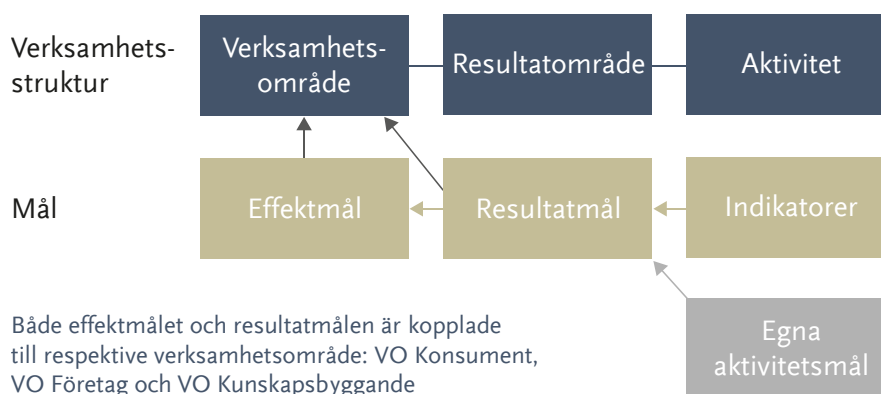 Verksamhets-
struktur
Verksamhets-
område
Resultatområde
Aktivitet
Mål
Effektmål
Resultatmål
Indikatorer
Egna
aktivitetsmål
Både effektmålet och resultatmålen är kopplade
till respektive verksamhetsområde: VO Konsument,
VO Företag och VO Kunskapsbyggande